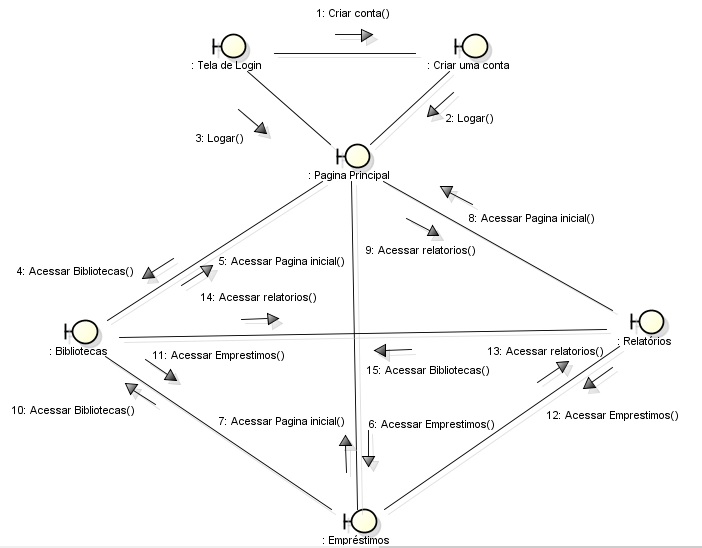 1: Criar conta()
: Tela de Login
: Criar uma conta
2: Logar()
3: Logar()
: Pagina Principal
8: Acessar Pagina inicial()
9: Acessar relatorios()
5: Acessar Pagina inicial()
4: Acessar Bibliotecas()
14: Acessar relatorios()
: Bibliotecas
: Relatórios
11: Acessar Emprestimos()
13: Acessar relatorios()
15: Acessar Bibliotecas()
10: Acessar Bibliotecas()
12: Acessar Emprestimos()
7: Acessar Pagina inicial()
6: Acessar Emprestimos()
: Empréstimos